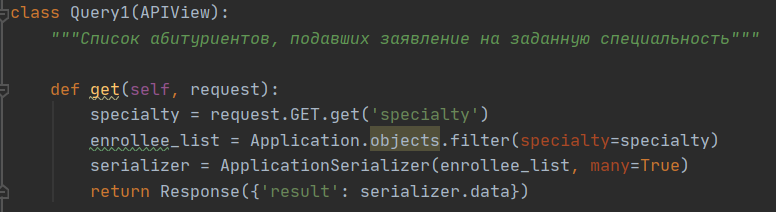 class Query1(APIView):
    """Список абитуриентов, подавших заявление на заданную специальность"""
    def get(self, request):
        specialty = request.GET.get('specialty')
        enrollee_list = Application.objects.filter(specialty=specialty)
        serializer = ApplicationSerializer(enrollee_list, many=True)
        return Response({'result': serializer.data})